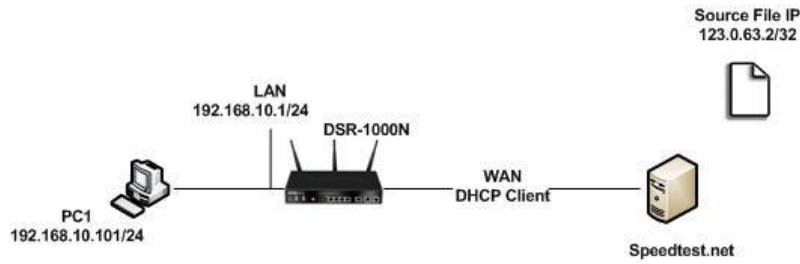 Source File IP
123.0.63.2/32
LAN
192.168.10.1/24
DSR-1000N
WAN
DHCP Client
PC1
192.168.10.101/24
Speedtest.net